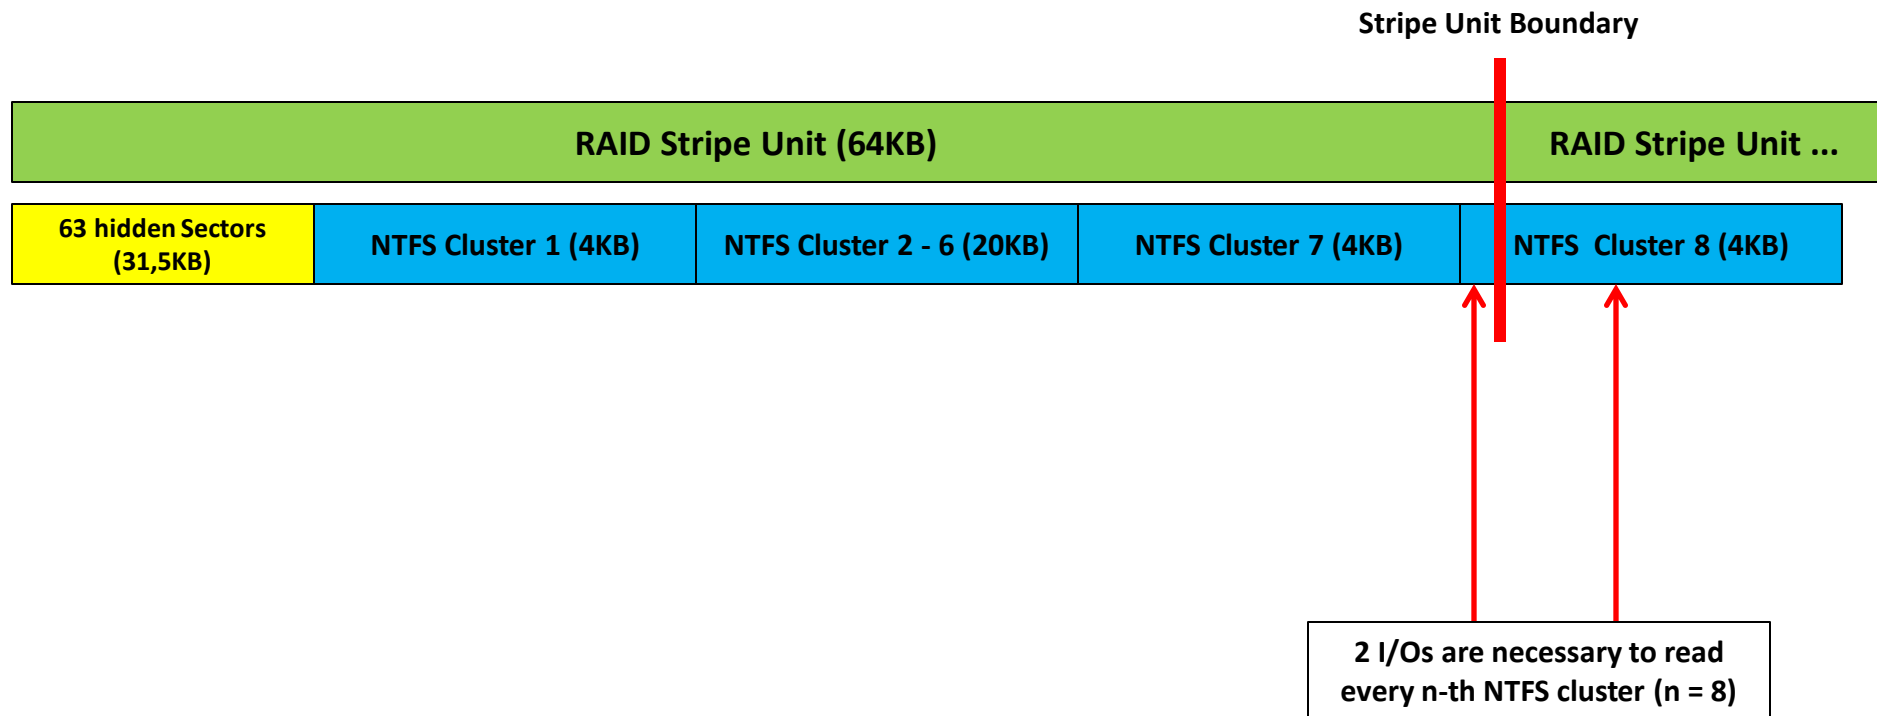 Stripe Unit Boundary
RAID Stripe Unit (64KB)
RAID Stripe Unit ...
63 hidden Sectors
(31,5KB)
NTFS Cluster 1 (4KB)
NTFS Cluster 2 - 6 (20KB)
NTFS Cluster 7 (4KB)
NTFS Cluster 8 (4KB)
2 I/Os are necessary to read
every n-th NTFS cluster (n = 8)